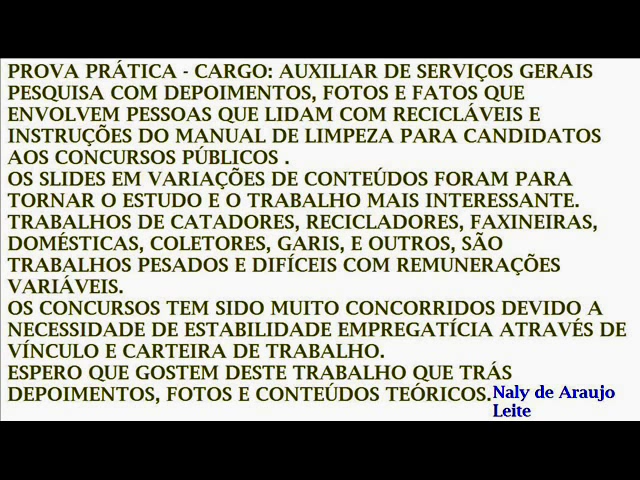 PROVA PRÁTICA - CARGO: AUXILIAR DE SERVIÇOS GERAIS
PESQUISA COM DEPOIMENTOS, FOTOS E FATOS QUE
ENVOLVEM PESSOAS QUE LIDAM COM RECICLÁVEIS E
INSTRUÇÕES DO MANUAL DE LIMPEZA PARA CANDIDATOS
AOS CONCURSOS PÚBLICOS .
OS SLIDES EM VARIAÇÕES DE CONTEÚDOS FORAM PARA
TORNAR O ESTUDO E O TRABALHO MAIS INTERESSANTE.
TRABALHOS DE CATADORES, RECICLADORES, FAXINEIRAS,
DOMÉSTICAS, COLETORES, GARIS, E OUTROS, SÃO
TRABALHOS PESADOS E DIFÍCEIS COM REMUNERAÇÕES
VARIÁVEIS.
OS CONCURSOS TEM SIDO MUITO CONCORRIDOS DEVIDO A
NECESSIDADE DE ESTABILIDADE EMPREGATÍCIA ATRAVÉS DE
VÍNCULO E CARTEIRA DE TRABALHO.
ESPERO QUE GOSTEM DESTE TRABALHO QUE TRÁS
DEPOIMENTOS, FOTOS E CONTEÚDOS TEÓRICOS.
Naly de Araujo
Leite